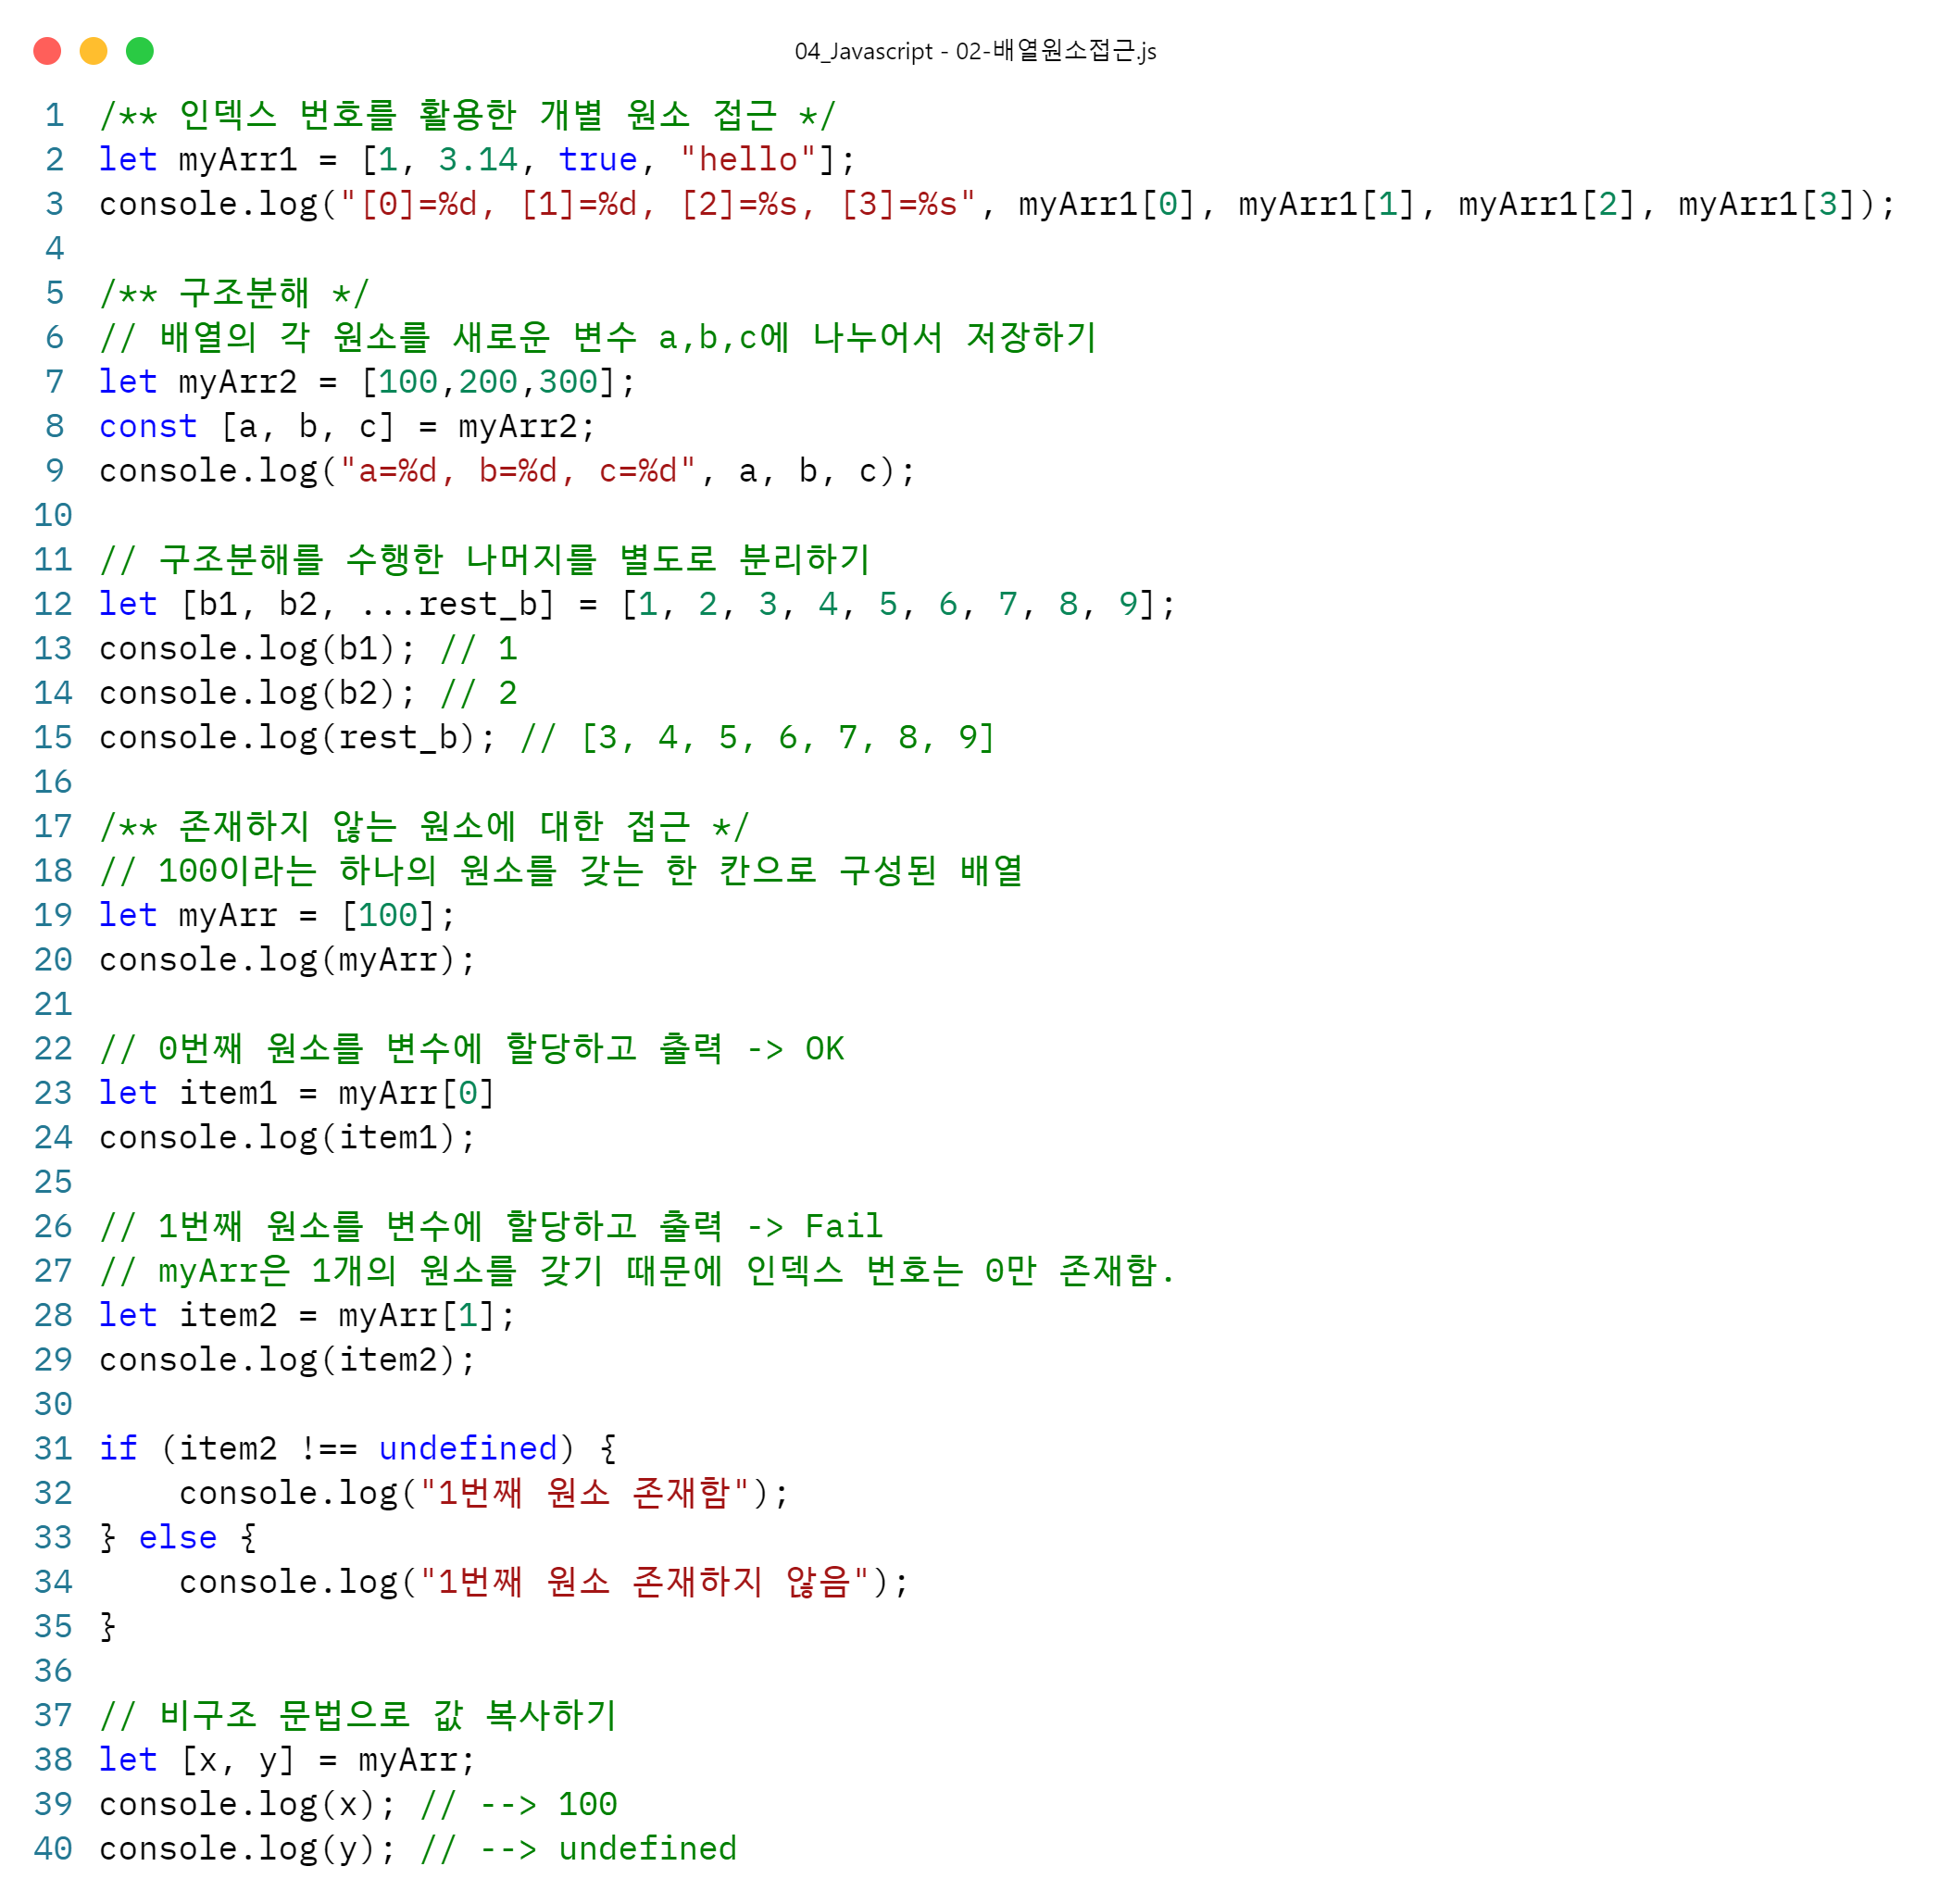 04_Javascript - 02-배열원소접근.js
1 /** 인덱스 번호를 활용한 개별 원소 접근 */
2 let myArr1 = [1, 3.14, true, "hello"];
3 console.log("[0]=%d, [1]=%d, [2]=%s, [3]=%s", myArr1[0], myArr1[1], myArr1[2], myArr1[3]);
4
5 /** 구조분해 */
6 // 배열의 각 원소를 새로운 변수 a,b,c에 나누어서 저장하기
7 let myArr2 = [100,200,300];
8 const [a, b, c] = myArr2;
9 console.log("a=%d, b=%d, c=%d", a, b, c);
10
11 // 구조분해를 수행한 나머지를 별도로 분리하기
12 let [b1, b2, ...rest_b] = [1, 2, 3, 4, 5, 6, 7, 8, 9];
13 console.log(b1); // 1
14 console.log(b2); // 2
15 console.log(rest_b); // [3, 4, 5, 6, 7, 8, 9]
16
17 /** 존재하지 않는 원소에 대한 접근 */
18 // 100이라는 하나의 원소를 갖는 한 칸으로 구성된 배열
19 let myArr = [100];
20 console.log(myArr);
21
22 // 0번째 원소를 변수에 할당하고 출력 -> OK
23 let item1 = myArr[0]
24 console.log(item1);
25
26 // 1번째 원소를 변수에 할당하고 출력 -> Fail
27 // myArr은 1개의 원소를 갖기 때문에 인덱스 번호는 0만 존재함.
28 let item2 = myArr[1];
29 console.log(item2);
30
31 if (item2 !== undefined) {
32     console.log("1번째 원소 존재함");
33 } else {
34     console.log("1번째 원소 존재하지 않음");
35 }
36
37 // 비구조 문법으로 값 복사하기
38 let [x, y] = myArr;
39 console.log(x); // --> 100
40 console.log(y); // --> undefined